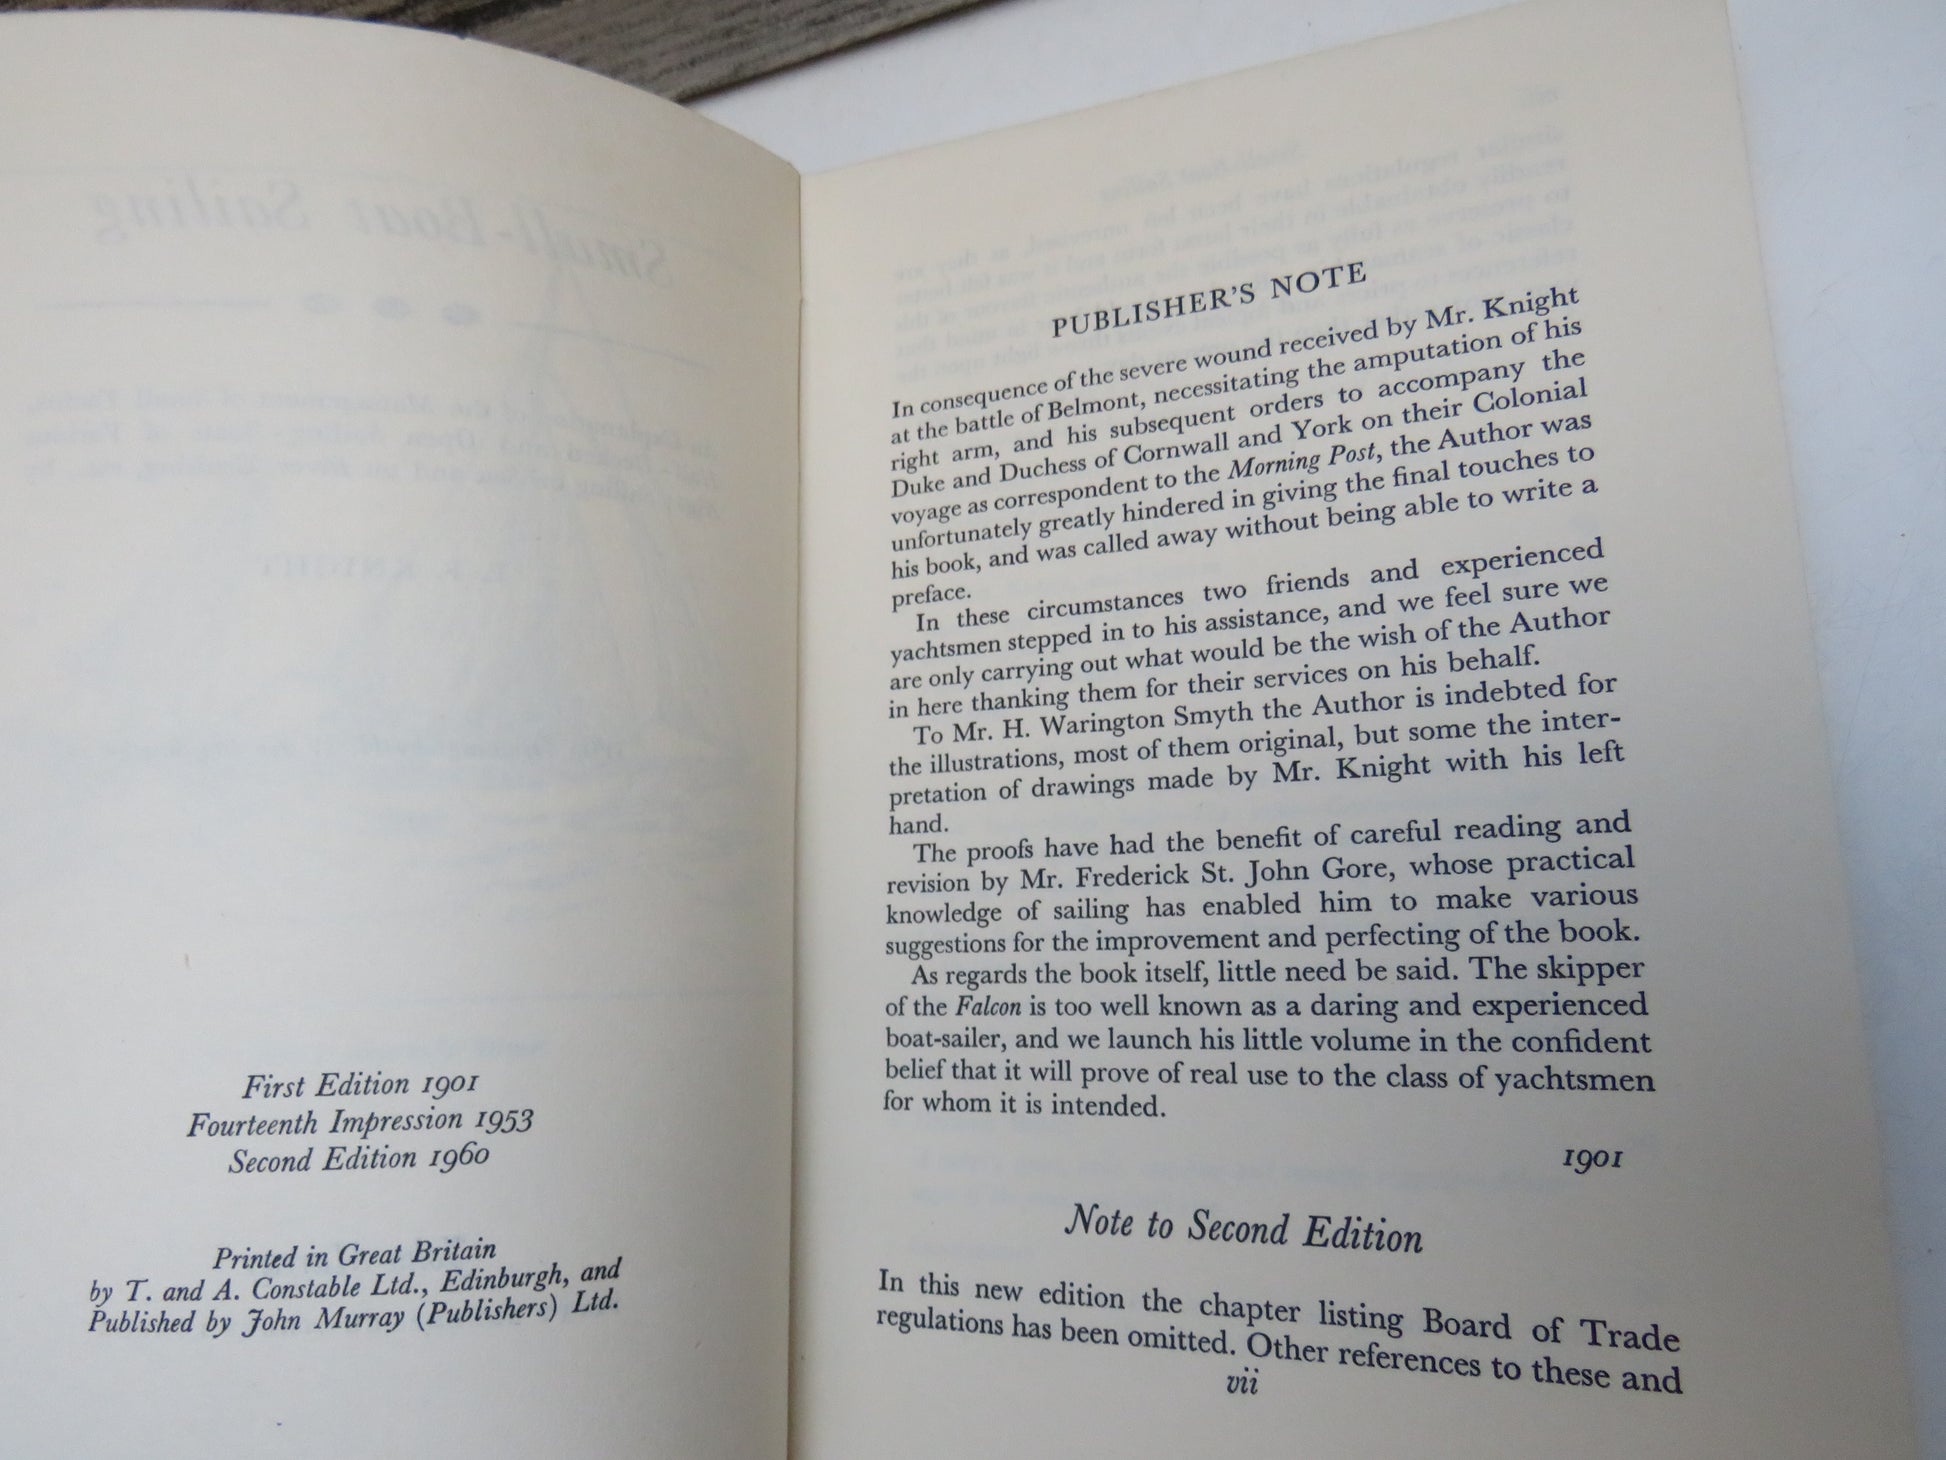 First Edition 1901
Fourteenth Impression 1953
Second Edition 1960
Printed in Great Britain
by T. and A. Constable Ltd., Edinburgh, and
Published by John Murray (Publishers) Ltd.
PUBLISHER'S NOTE
In consequence of the severe wound received by Mr. Knight
at the battle of Belmont, necessitating the amputation of his
right arm, and his subsequent orders to accompany the
Duke and Duchess of Cornwall and York on their Colonial
voyage as correspondent to the Morning Post, the Author was
unfortunately greatly hindered in giving the final touches to
his book, and was called away without being able to write a
preface.
In these circumstances two friends and experienced
yachtsmen stepped in to his assistance, and we feel sure we
are only carrying out what would be the wish of the Author
in here thanking them for their services on his behalf.
To Mr. H. Warington Smyth the Author is indebted for
the illustrations, most of them original, but some the inter-
pretation of drawings made by Mr. Knight with his left
hand.
The proofs have had the benefit of careful reading and
revision by Mr. Frederick St. John Gore, whose practical
knowledge of sailing has enabled him to make various
suggestions for the improvement and perfecting of the book.
As regards the book itself, little need be said. The skipper
of the Falcon is too well known as a daring and experienced
boat-sailer, and we launch his little volume in the confident
belief that it will prove of real use to the class of yachtsmen
for whom it is intended.
1901
Note to Second Edition
In this new edition the chapter listing Board of Trade
regulations has been omitted. Other references to these and
vii